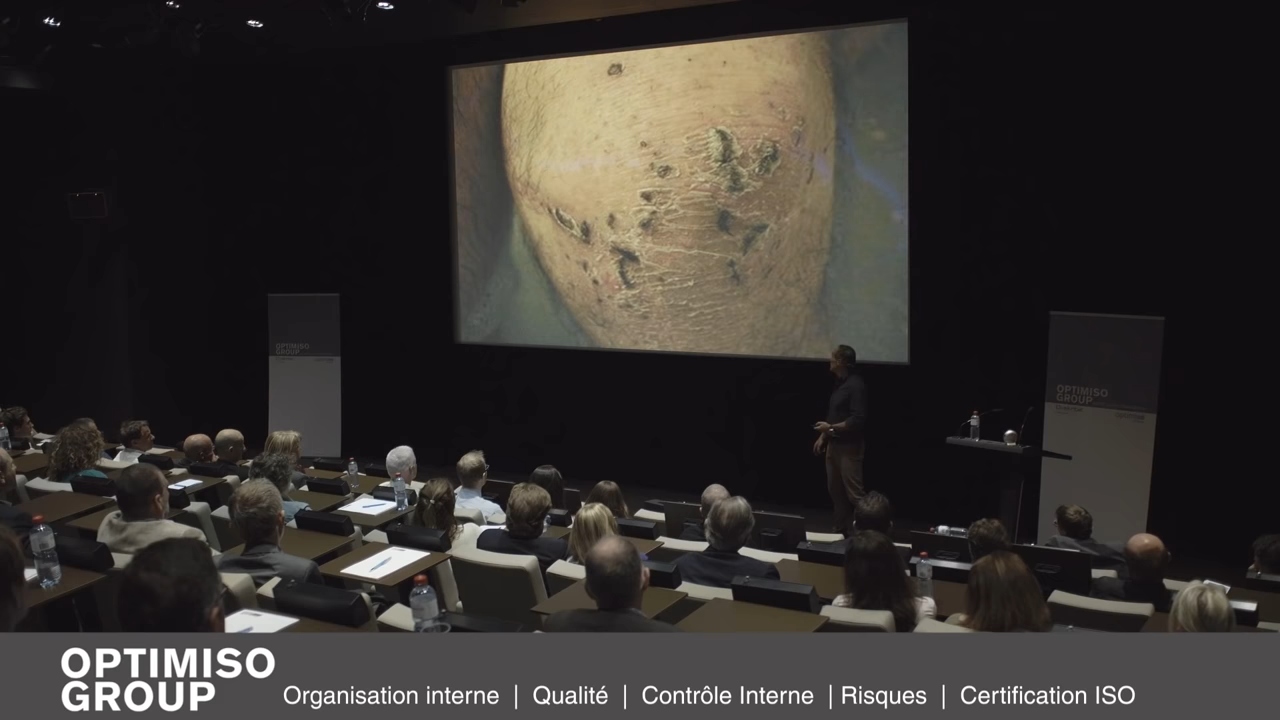 OPTIMISO
GROUP
OPTIMISO
GROUP
OPTIMISO
GROUP
Organisation interne | Qualité | Contrôle Interne | Risques | Certification ISO